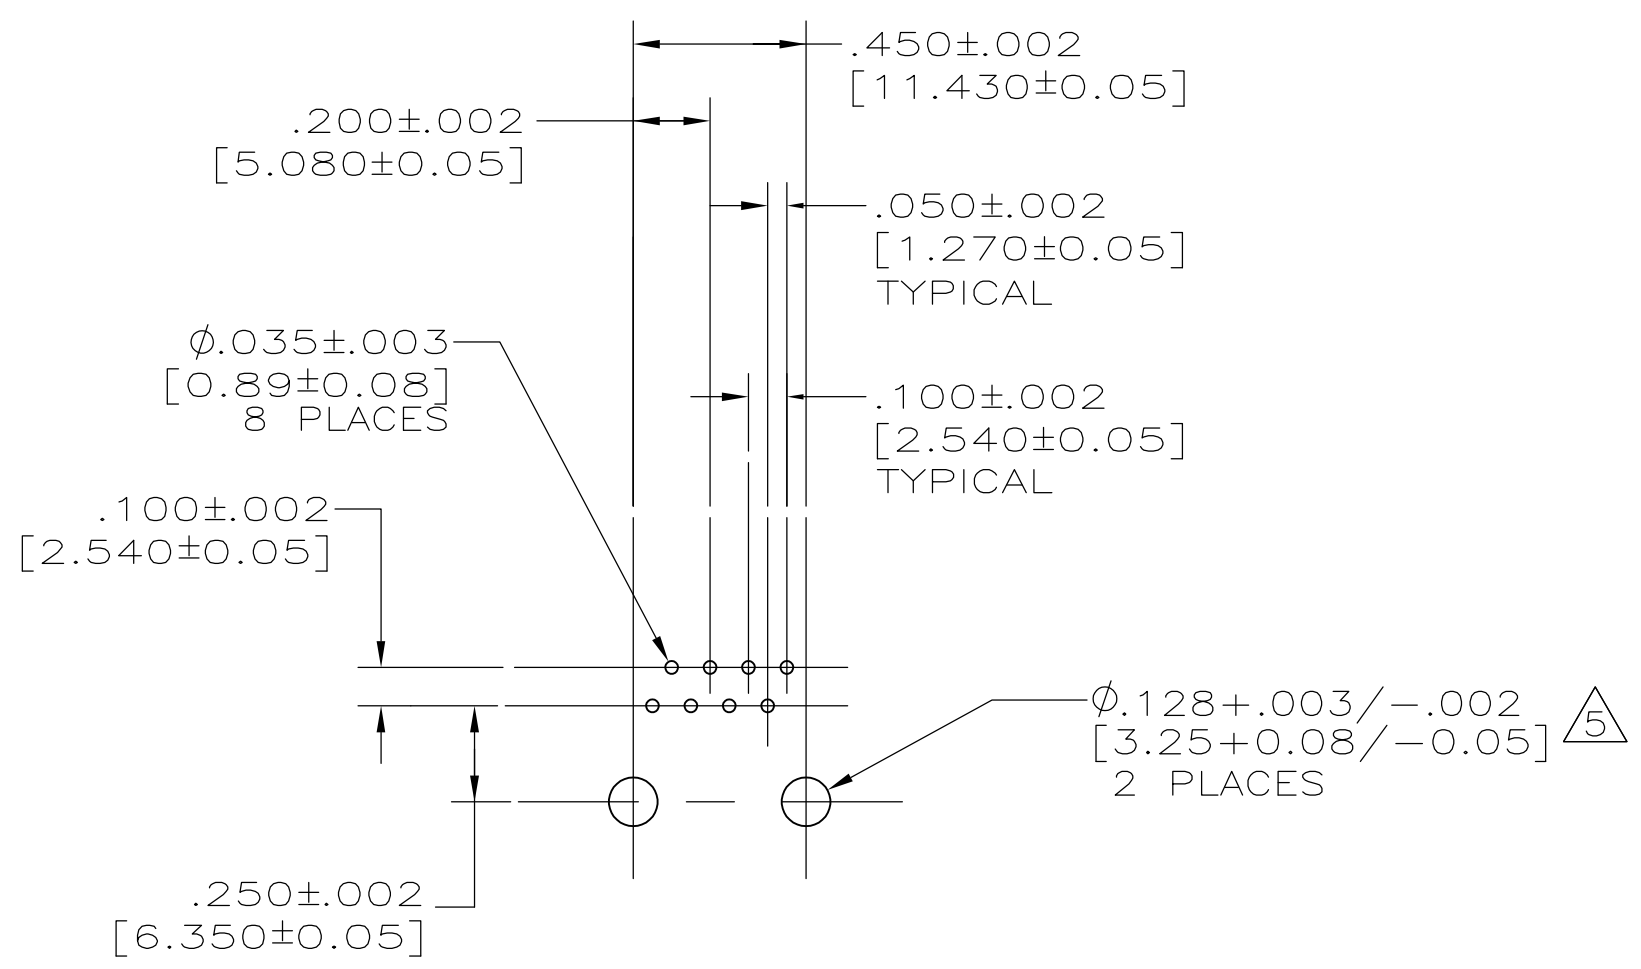 .450±.002
[11.430±0.05]
.200±.002
[5.080±0.05]
.050±.002
[1.270±0.05]
TYPICAL
ϕ.035±.003
[0.89±0.08]
8 PLACES
.100±.002
[2.540±0.05]
TYPICAL
.100±.002
[2.540±0.05]
ϕ.128+.003/-.002
[3.25+0.08/-0.05]
2 PLACES
5
.250±.002
[6.350±0.05]